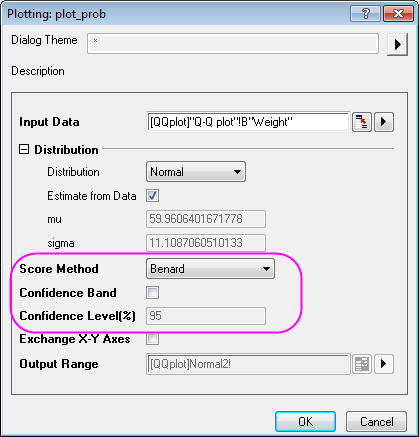 Plotting: plot_prob
Dialog Theme *
Description
Input Data [QQplot]"Q-Q plot"!B"Weight"
Distribution
Distribution Normal
Estimate from Data
mu 59.9606401671778
sigma 11.1087060510133
Score Method Benard
Confidence Band
Confidence Level(%) 95
Exchange X-Y Axes
Output Range [QQplot]Normal2!
OK Cancel